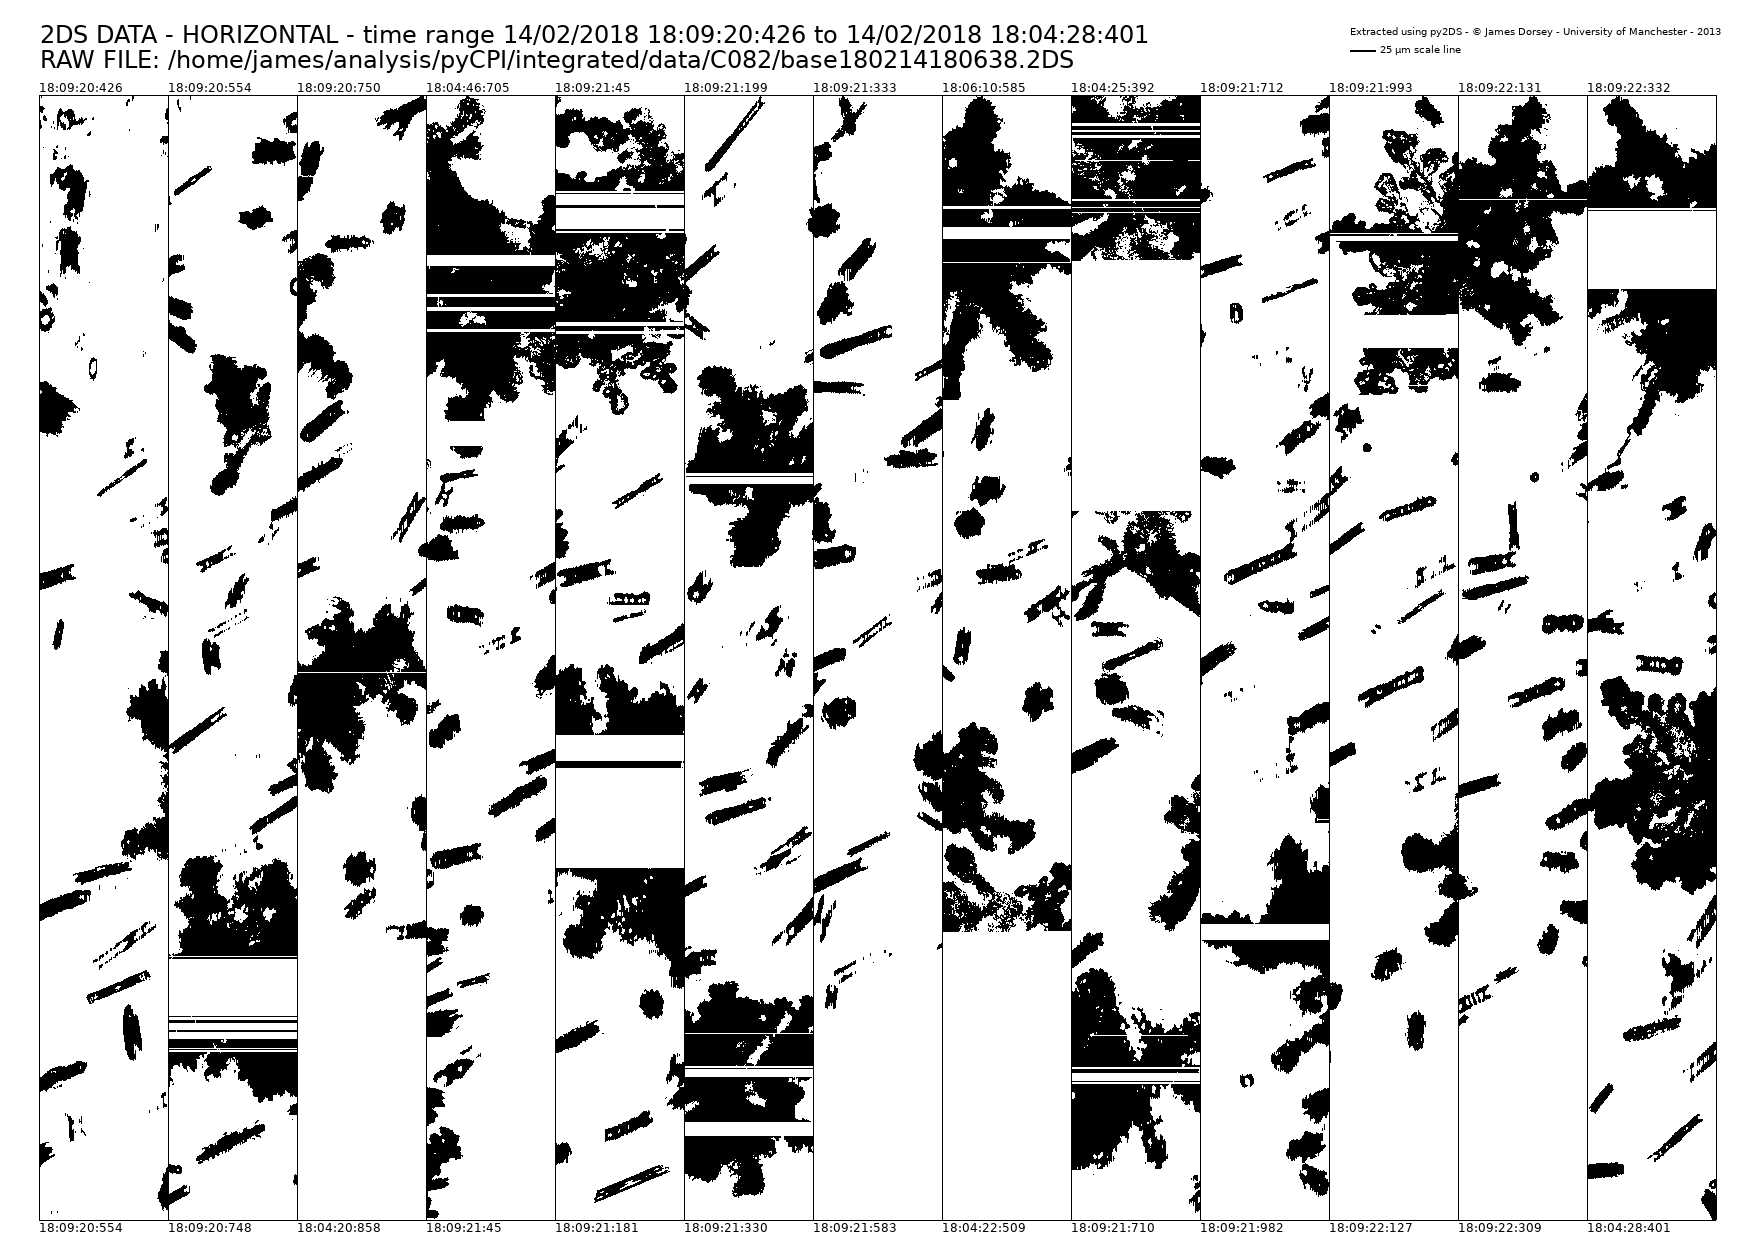 2DS DATA - HORIZONTAL - time range 14/02/2018 18:09:20:426 to 14/02/2018 18:04:28:401
RAW FILE: /home/james/analysis/pyCPI/integrated/data/C082/base180214180638.2DS
Extracted using py2DS - © James Dorsey - University of Manchester - 2013
25 µm scale line
18:09:20:426 18:09:20:554 18:09:20:750 18:04:46:705 18:09:21:45 18:09:21:199 18:09:21:333 18:06:10:585 18:04:25:392 18:09:21:712 18:09:21:993 18:09:22:131 18:09:22:332
18:09:20:554 18:09:20:748 18:04:20:858 18:09:21:45 18:09:21:181 18:09:21:330 18:09:21:583 18:04:22:509 18:09:21:710 18:09:21:982 18:09:22:127 18:09:22:309 18:04:28:401